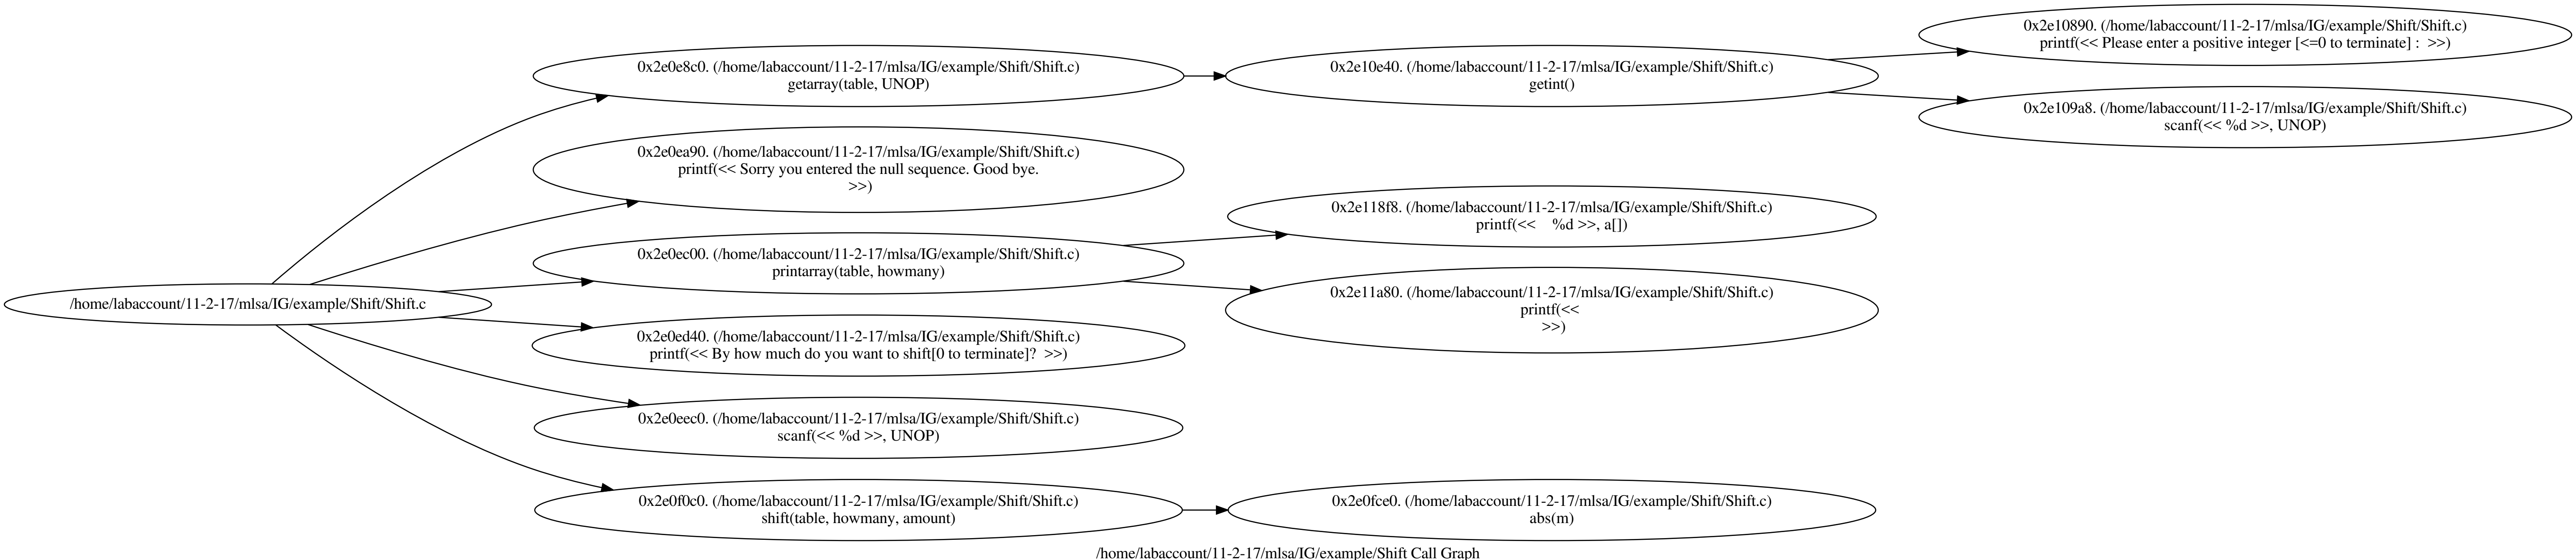 0x2e10890. (/home/labaccount/11-2-17/mlsa/IG/example/Shift/Shift.c)
printf(<< Please enter a positive integer [<=0 to terminate] :  >>)
0x2e0e8c0. (/home/labaccount/11-2-17/mlsa/IG/example/Shift/Shift.c)
getarray(table, UNOP)
0x2e10e40. (/home/labaccount/11-2-17/mlsa/IG/example/Shift/Shift.c)
getint()
0x2e109a8. (/home/labaccount/11-2-17/mlsa/IG/example/Shift/Shift.c)
scanf(<< %d >>, UNOP)
0x2e0ea90. (/home/labaccount/11-2-17/mlsa/IG/example/Shift/Shift.c)
printf(<< Sorry you entered the null sequence. Good bye.
>>)
0x2e118f8. (/home/labaccount/11-2-17/mlsa/IG/example/Shift/Shift.c)
printf(<<    %d >>, a[])
0x2e0ec00. (/home/labaccount/11-2-17/mlsa/IG/example/Shift/Shift.c)
printarray(table, howmany)
0x2e11a80. (/home/labaccount/11-2-17/mlsa/IG/example/Shift/Shift.c)
printf(<<
>>)
/home/labaccount/11-2-17/mlsa/IG/example/Shift/Shift.c
0x2e0ed40. (/home/labaccount/11-2-17/mlsa/IG/example/Shift/Shift.c)
printf(<< By how much do you want to shift[0 to terminate]?  >>)
0x2e0eec0. (/home/labaccount/11-2-17/mlsa/IG/example/Shift/Shift.c)
scanf(<< %d >>, UNOP)
0x2e0f0c0. (/home/labaccount/11-2-17/mlsa/IG/example/Shift/Shift.c)
shift(table, howmany, amount)
0x2e0fce0. (/home/labaccount/11-2-17/mlsa/IG/example/Shift/Shift.c)
abs(m)
/home/labaccount/11-2-17/mlsa/IG/example/Shift Call Graph